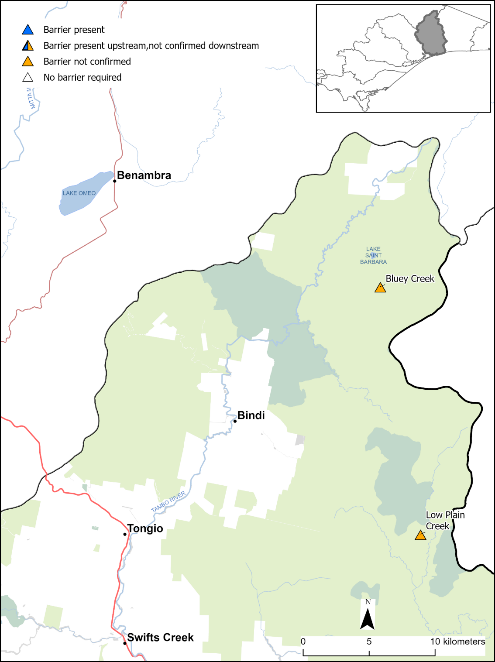 Barrier present
Barrier present upstream,not confirmed downstream
Barrier not confirmed
No barrier required
Benambra
LAKE OMEO
LAKE
SAINT
BARBARA
Bluey Creek
Bindi
TAMBO RIVER
Low Plain
Creek
Tongio
Swifts Creek
N
0 5 10 kilometers